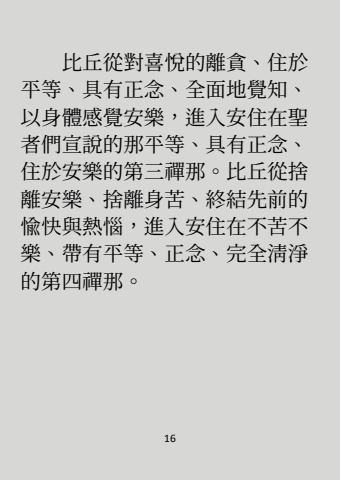 比丘從對喜悅的離貪、住於
平等、具有正念、全面地覺知、
以身體感覺安樂，進入安住在聖
者們宣說的那平等、具有正念、
住於安樂的第三禪那。比丘從捨
離安樂、捨離身苦、終結先前的
愉快與熱惱，進入安住在不苦不
樂、帶有平等、正念、完全淸淨
的第四禪那。
16